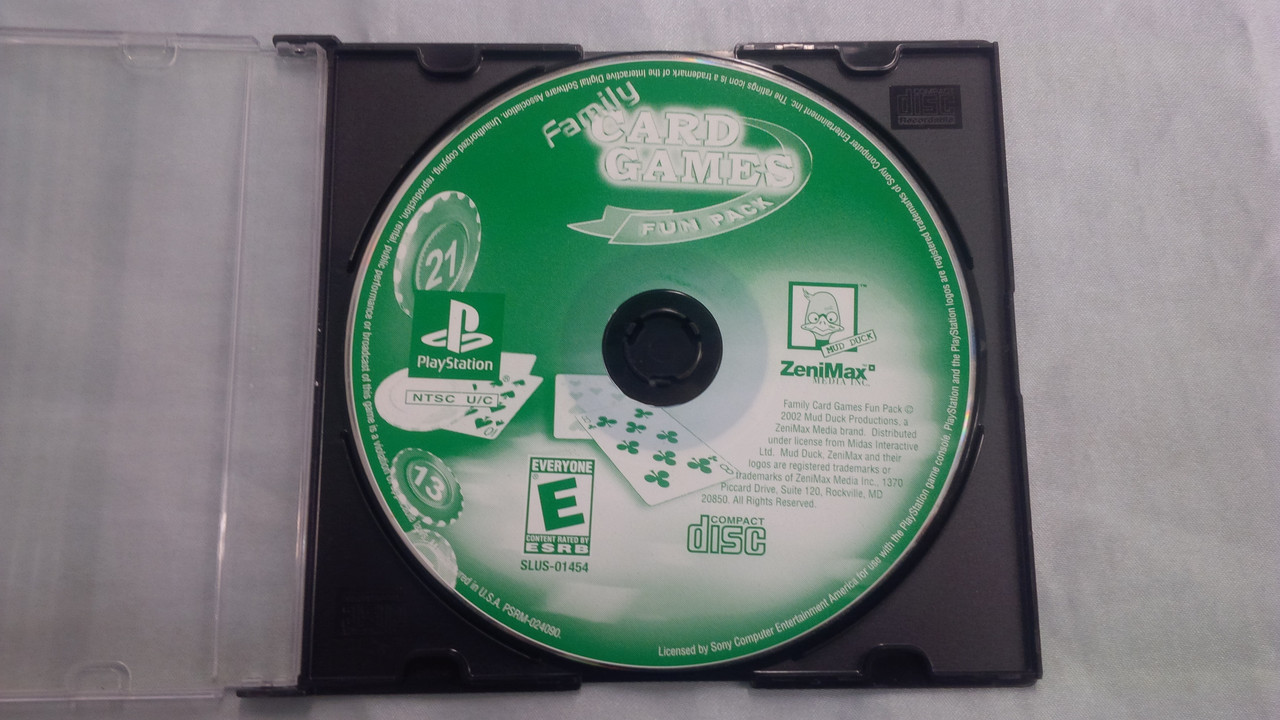 Family
CARD
GAMES
FUN PACK
COMPACT
disc
21
PlayStation
®
NTSC U/C
13
MUD DUCK
™
ZeniMax™
MEDIA INC.
Family Card Games Fun Pack ©
2002 Mud Duck Productions, a
ZeniMax Media brand. Distributed
under license from Midas Interactive
Ltd. Mud Duck, ZeniMax and their
logos are registered trademarks or
trademarks of ZeniMax Media Inc., 1370
Piccard Drive, Suite 120, Rockville, MD
20850. All Rights Reserved.
8
10
EVERYONE
E
®
CONTENT RATED BY
ESRB
SLUS-01454
COMPACT
disc
Licensed by Sony Computer Entertainment America for use with the PlayStation game console. PlayStation and the PlayStation logos are registered trademarks of Sony Computer Entertainment Inc. The ratings icon is a trademark of the Interactive Digital Software Association. Unauthorized copying, reproduction, rental, public performance or broadcast of this game is a violation
in U.S.A. PSRM-024090.